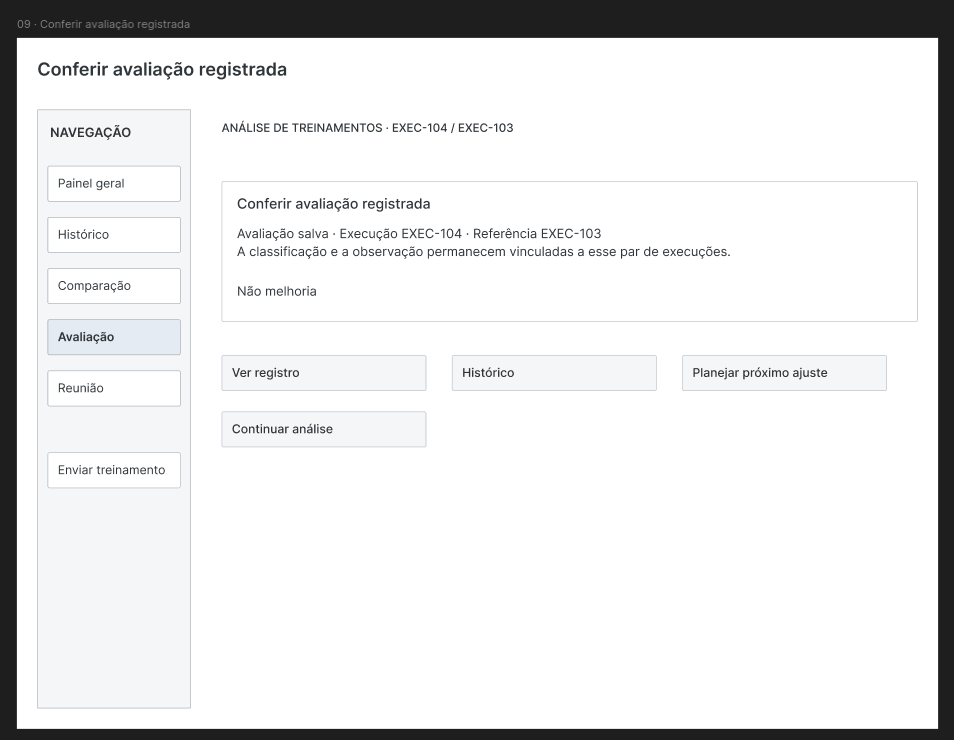 09 · Conferir avaliação registrada
Conferir avaliação registrada
NAVEGAÇÃO
Painel geral
Histórico
Comparação
Avaliação
Reunião
Enviar treinamento
ANÁLISE DE TREINAMENTOS · EXEC-104 / EXEC-103
Conferir avaliação registrada
Avaliação salva · Execução EXEC-104 · Referência EXEC-103
A classificação e a observação permanecem vinculadas a esse par de execuções.
Não melhoria
Ver registro
Histórico
Planejar próximo ajuste
Continuar análise